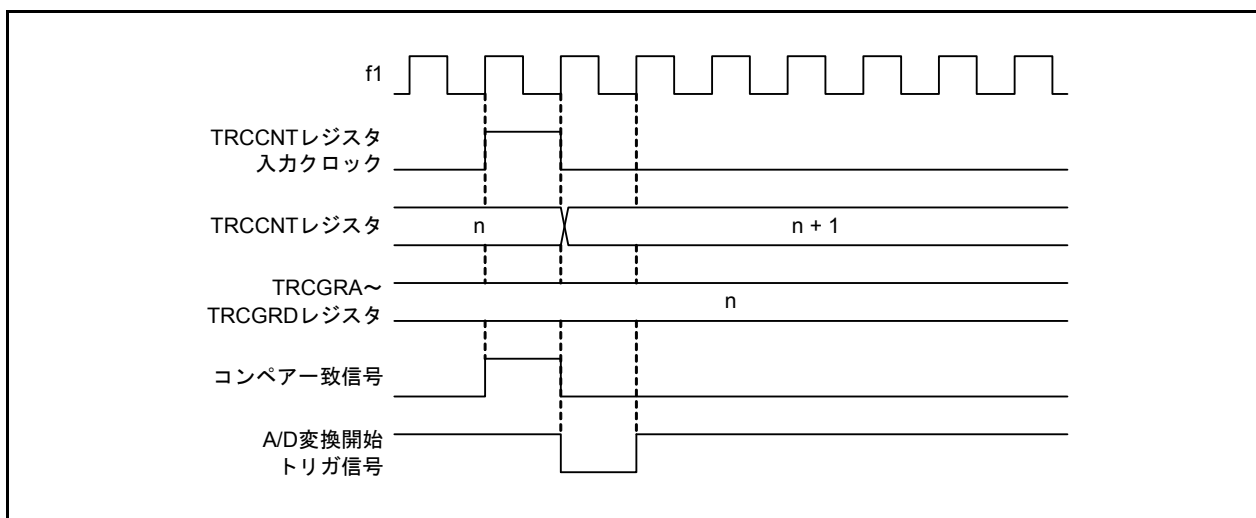 f1
TRCCNTレジスタ
入力クロック
TRCCNTレジスタ
n
n + 1
TRCGRA～
TRCGRDレジスタ
n
コンペア一致信号
A/D変換開始
トリガ信号